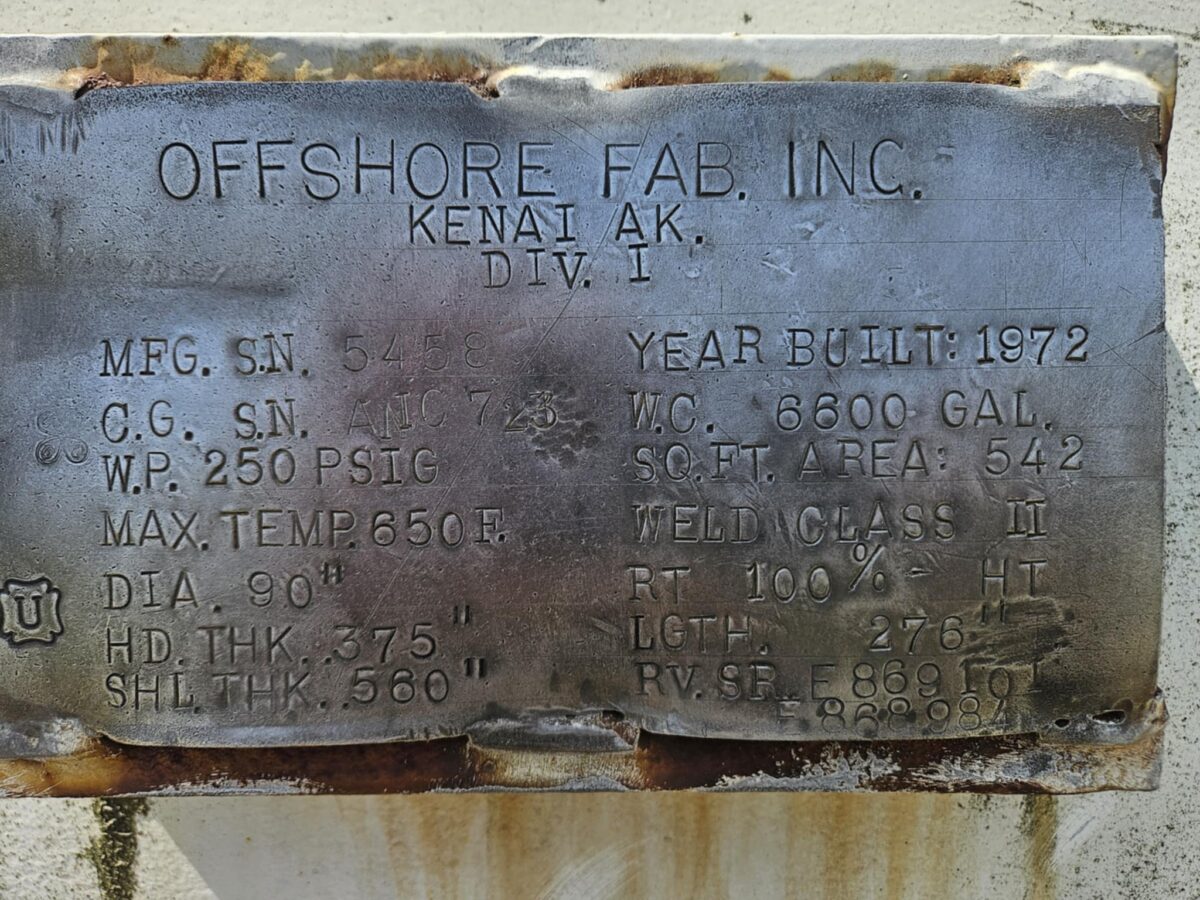 OFFSHORE FAB. INC.
KENAI AK.
DIV. I
MFG. S.N. 5458
YEAR BUILT: 1972
C.G. S.N. ANC 723
W.C. 6600 GAL.
W.P. 250 PSIG
SQ.FT. AREA: 542
MAX. TEMP. 650 F.
WELD CLASS II
DIA. 90"
RT 100% HT
HD. THK. .375"
LGTH. 276"
SHL THK. .560"
RV. SR. E 869101
E 868984
U